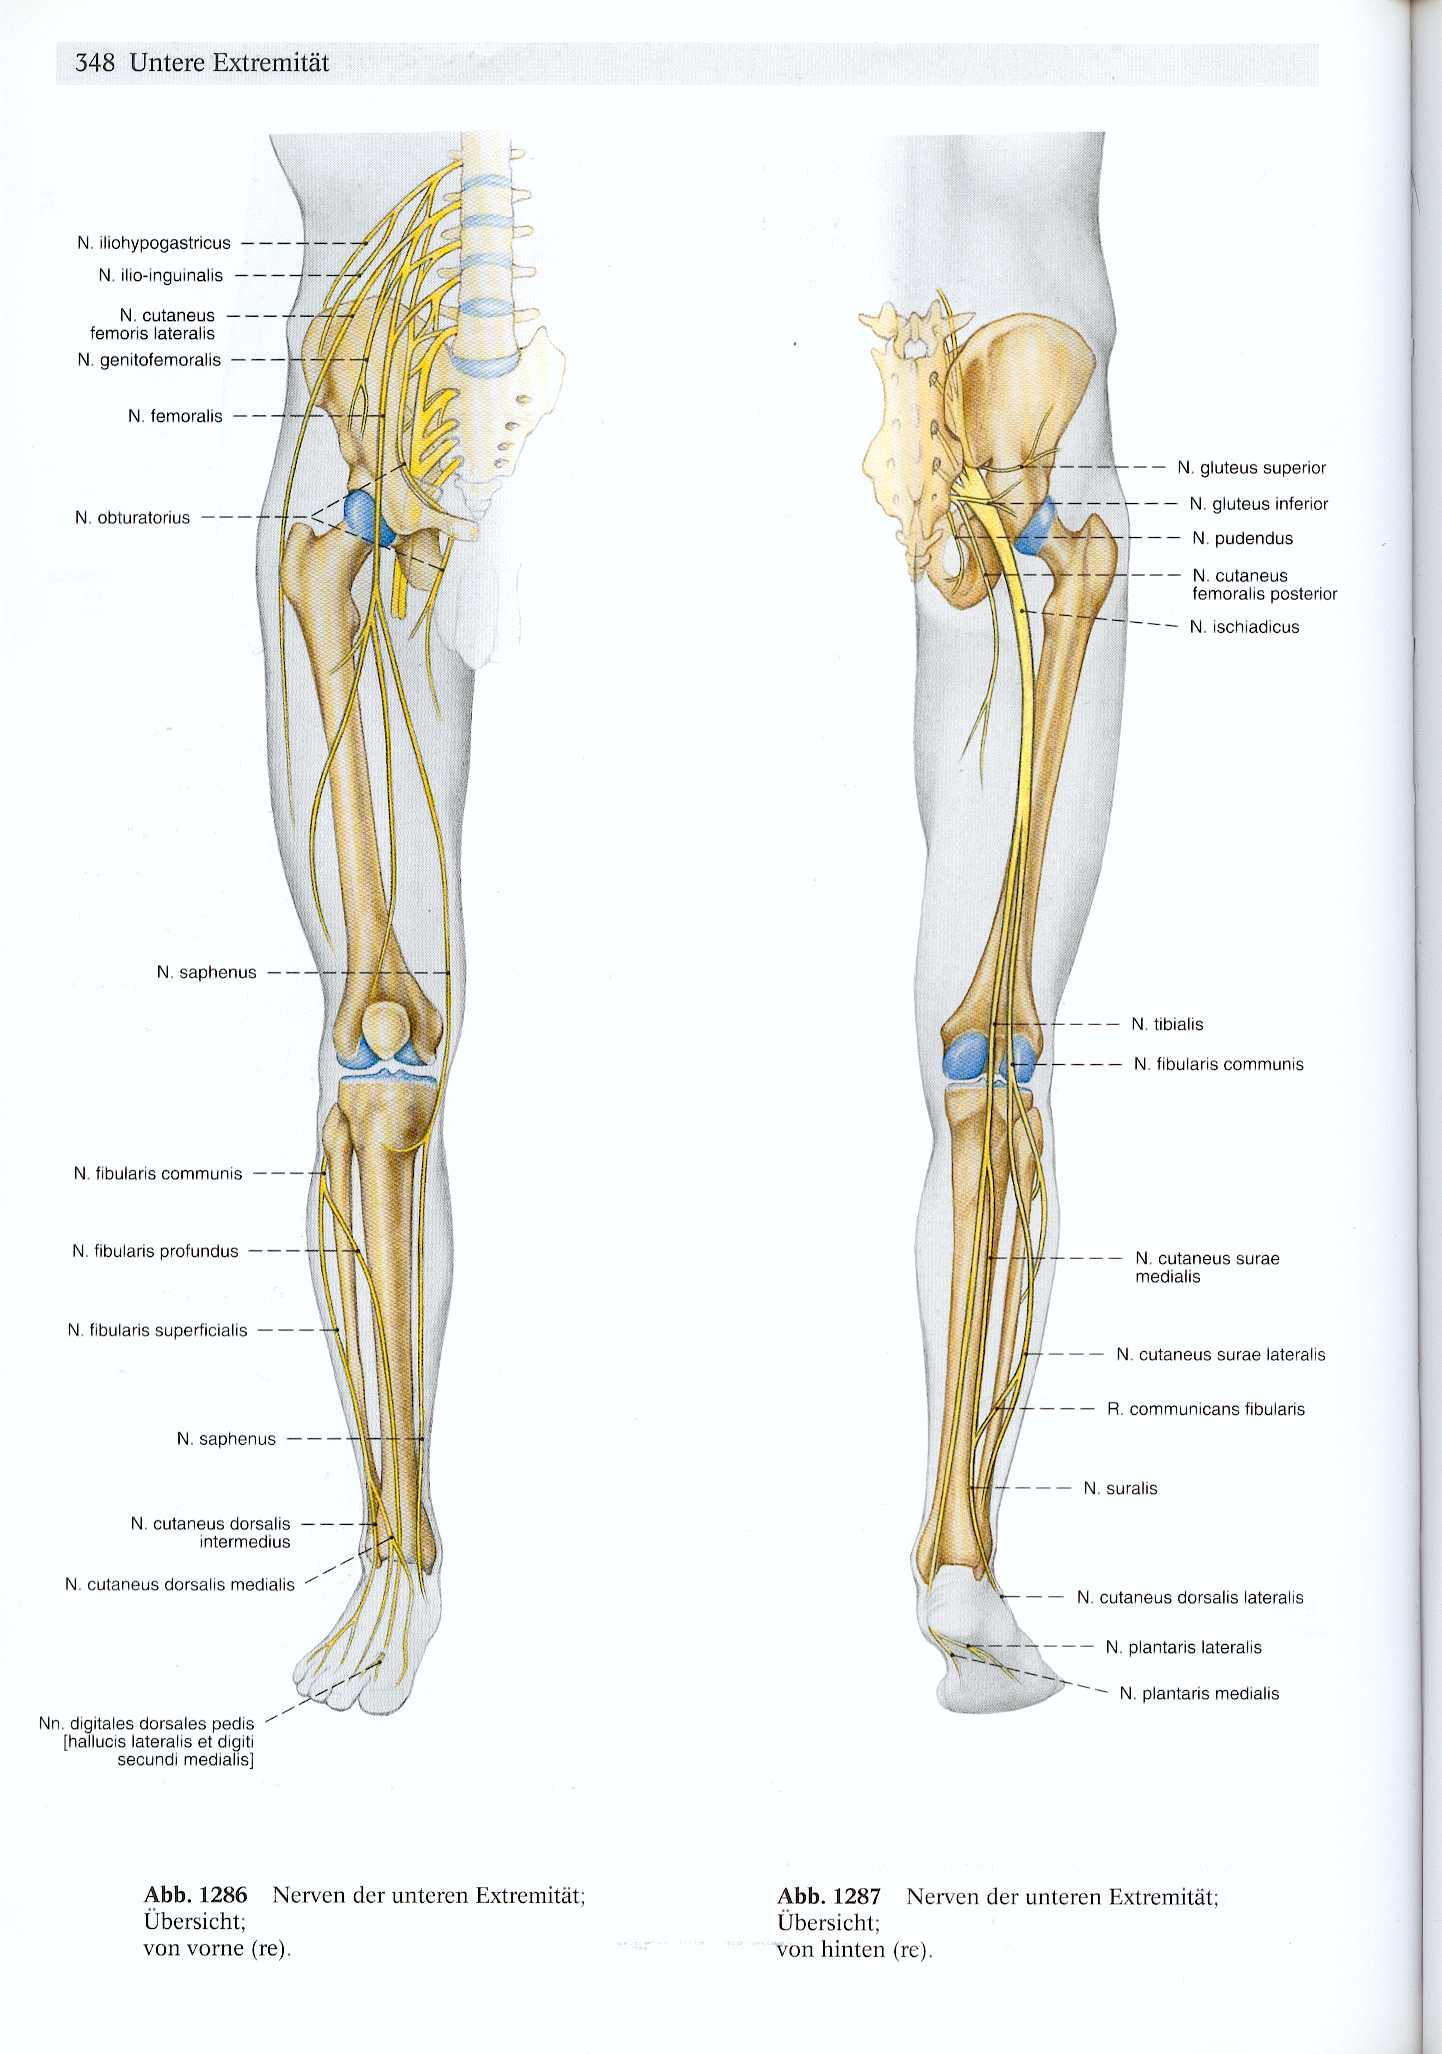 348 Untere Extremität
N. iliohypogastricus
N. ilio-inguinalis
N. cutaneus
femoris lateralis
N. genitofemoralis
N. femoralis
N. obturatorius
N. saphenus
N. fibularis communis
N. fibularis profundus
N. fibularis superficialis
N. saphenus
N. cutaneus dorsalis
intermedius
N. cutaneus dorsalis medialis
Nn. digitales dorsales pedis
[hallucis lateralis et digiti
secundi medialis]
N. gluteus superior
N. gluteus inferior
N. pudendus
N. cutaneus
femoralis posterior
N. ischiadicus
N. tibialis
N. fibularis communis
N. cutaneus surae
medialis
N. cutaneus surae lateralis
R. communicans fibularis
N. suralis
N. cutaneus dorsalis lateralis
N. plantaris lateralis
N. plantaris medialis
Abb. 1286 Nerven der unteren Extremität;
Übersicht;
von vorne (re).
Abb. 1287 Nerven der unteren Extremität;
Übersicht;
von hinten (re).